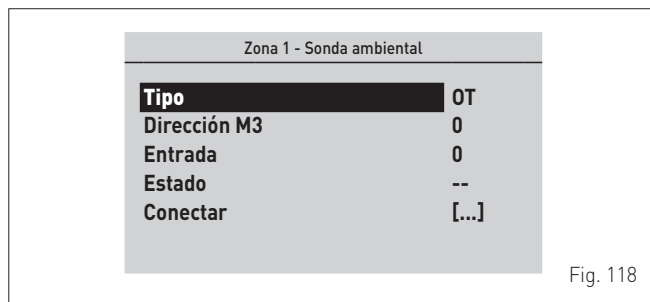 Zona 1 - Sonda ambiental
Tipo OT
Dirección M3 0
Entrada 0
Estado --
Conectar [...]
Fig. 118